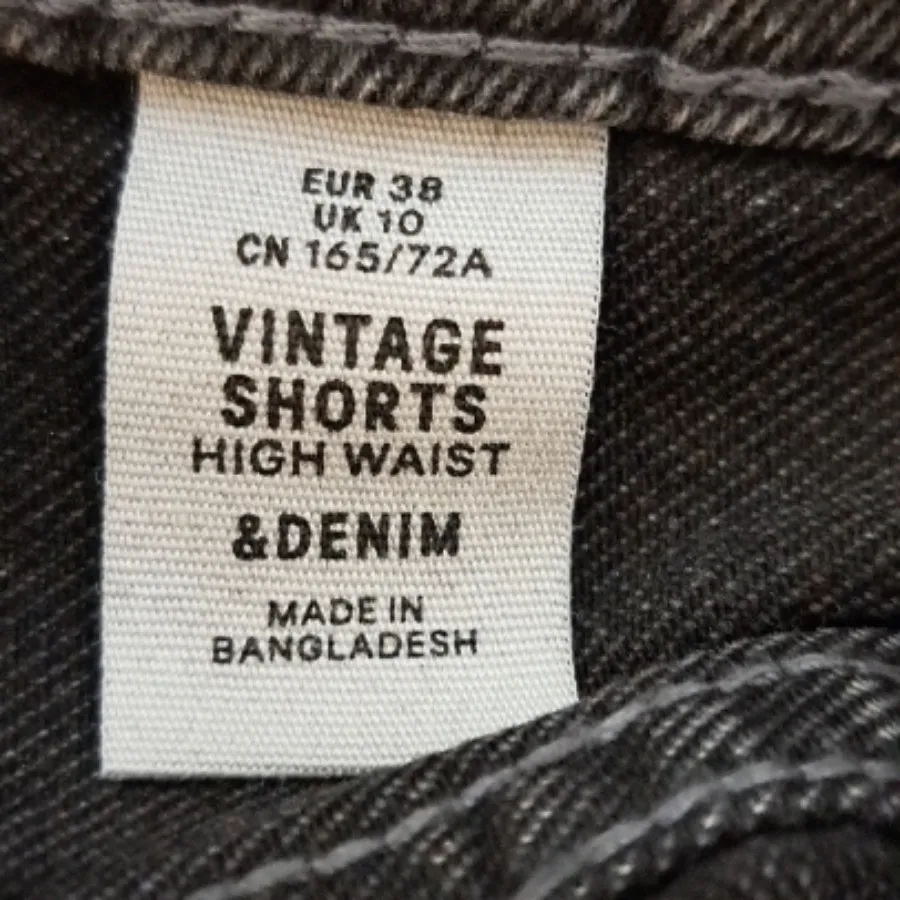 EUR 38
UK 10
CN 165/72A
VINTAGE
SHORTS
HIGH WAIST
&DENIM
MADE IN
BANGLADESH